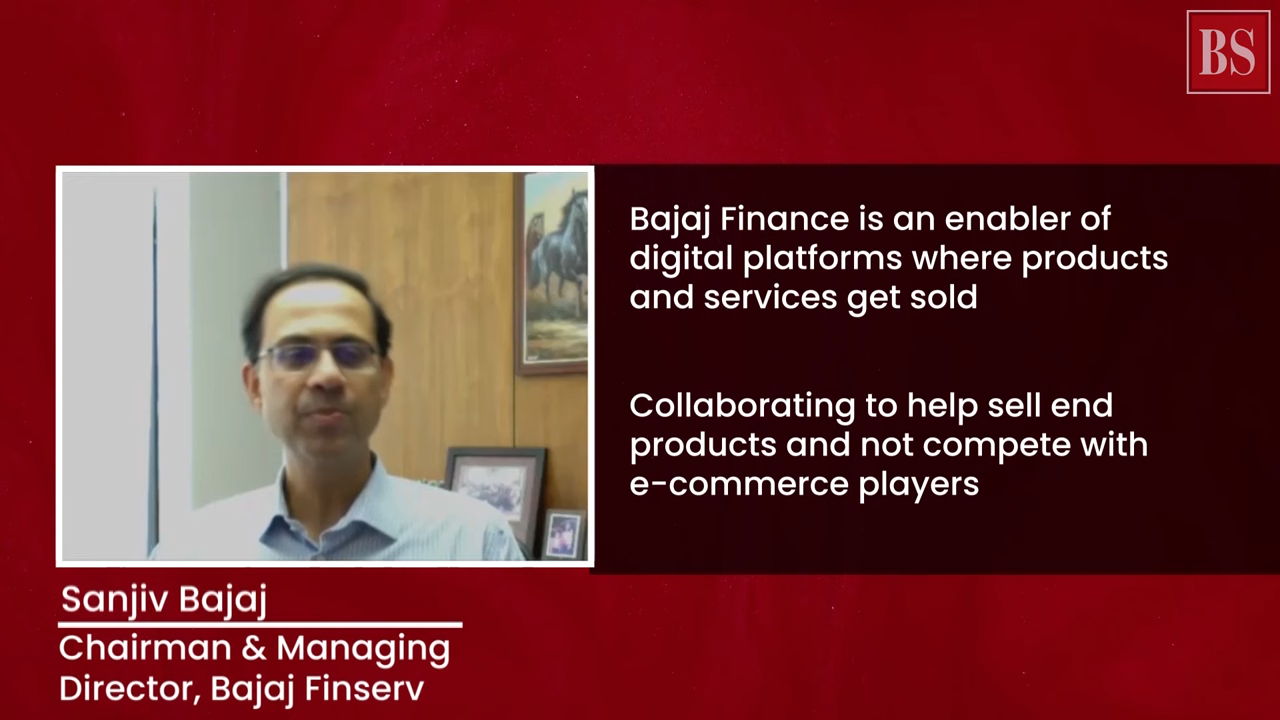 BS
Bajaj Finance is an enabler of
digital platforms where products
and services get sold
Collaborating to help sell end
products and not compete with
e-commerce players
Sanjiv Bajaj
Chairman & Managing
Director, Bajaj Finserv